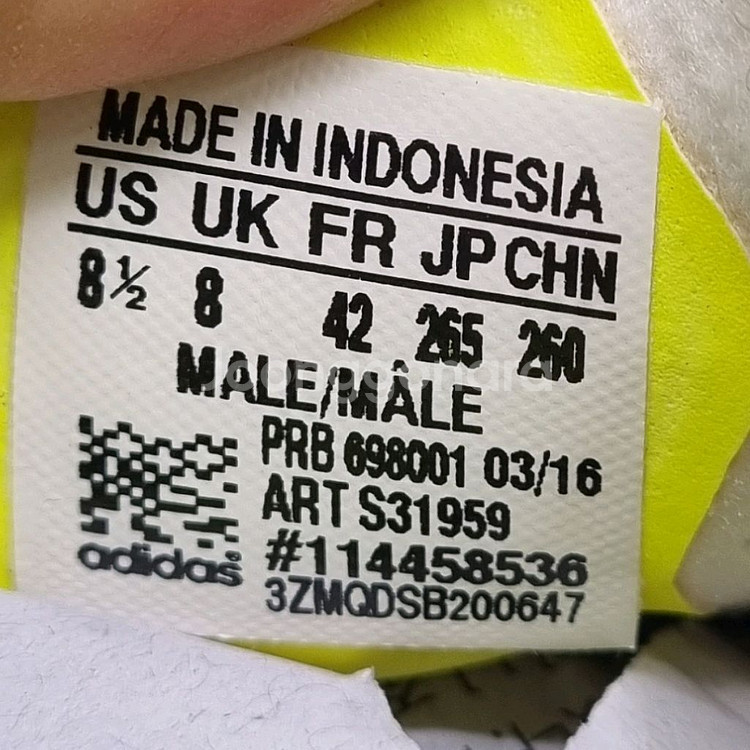 MADE IN INDONESIA
US UK FR JP CHN
8½ 8 42 265 260
MALE/MÂLE
PRB 698001 03/16
ART S31959
#114458536
adidas
3ZMQDSB200647
Joonggonara